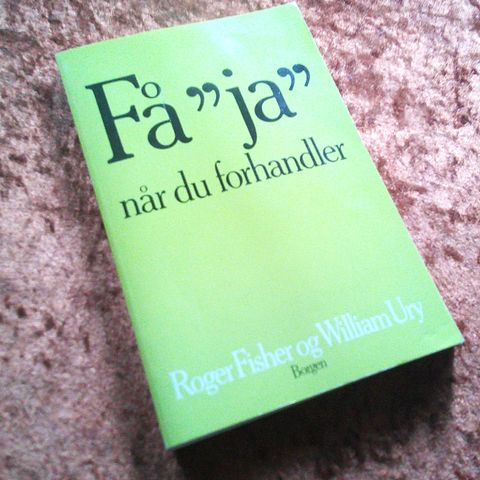 Få ”ja”
når du forhandler
Roger Fisher og William Ury
Borgen